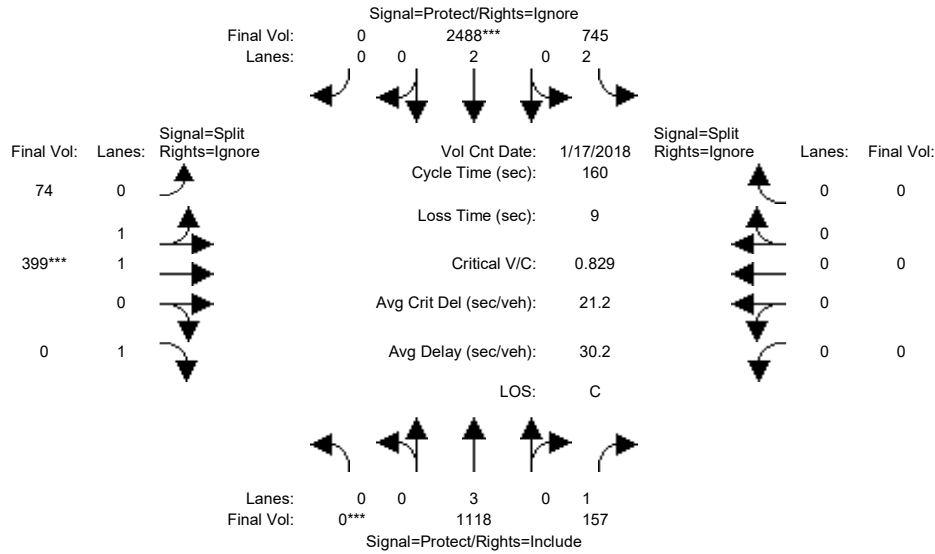 Signal=Protect/Rights=Ignore
Final Vol: 0 2488*** 745
Lanes: 0 0 2 0 2
Signal=Split Signal=Split
Final Vol: Lanes: Rights=Ignore Vol Cnt Date: 1/17/2018 Rights=Ignore Lanes: Final Vol:
Cycle Time (sec): 160
74 0 0 0
Loss Time (sec): 9
1 0
399*** 1 Critical V/C: 0.829 0 0
0 Avg Crit Del (sec/veh): 21.2 0
0 1 Avg Delay (sec/veh): 30.2 0 0
LOS: C
Lanes: 0 0 3 0 1
Final Vol: 0*** 1118 157
Signal=Protect/Rights=Include